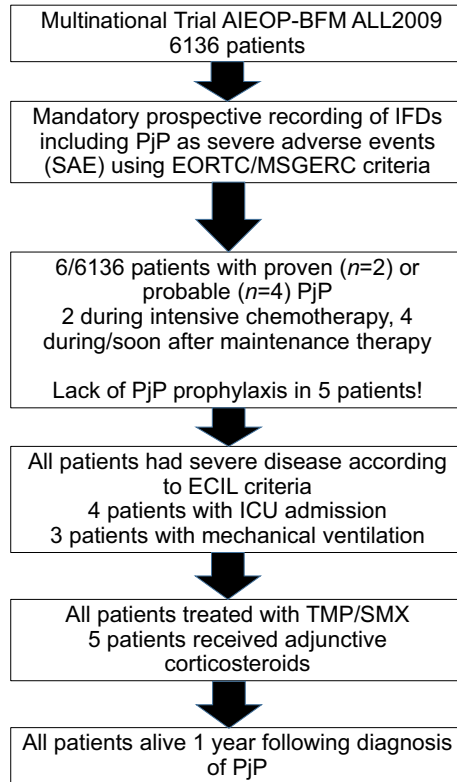 Multinational Trial AIEOP-BFM ALL2009
6136 patients
Mandatory prospective recording of IFDs
including PjP as severe adverse events
(SAE) using EORTC/MSGERC criteria
6/6136 patients with proven (n=2) or
probable (n=4) PjP
2 during intensive chemotherapy, 4
during/soon after maintenance therapy
Lack of PjP prophylaxis in 5 patients!
All patients had severe disease according
to ECIL criteria
4 patients with ICU admission
3 patients with mechanical ventilation
All patients treated with TMP/SMX
5 patients received adjunctive
corticosteroids
All patients alive 1 year following diagnosis
of PjP